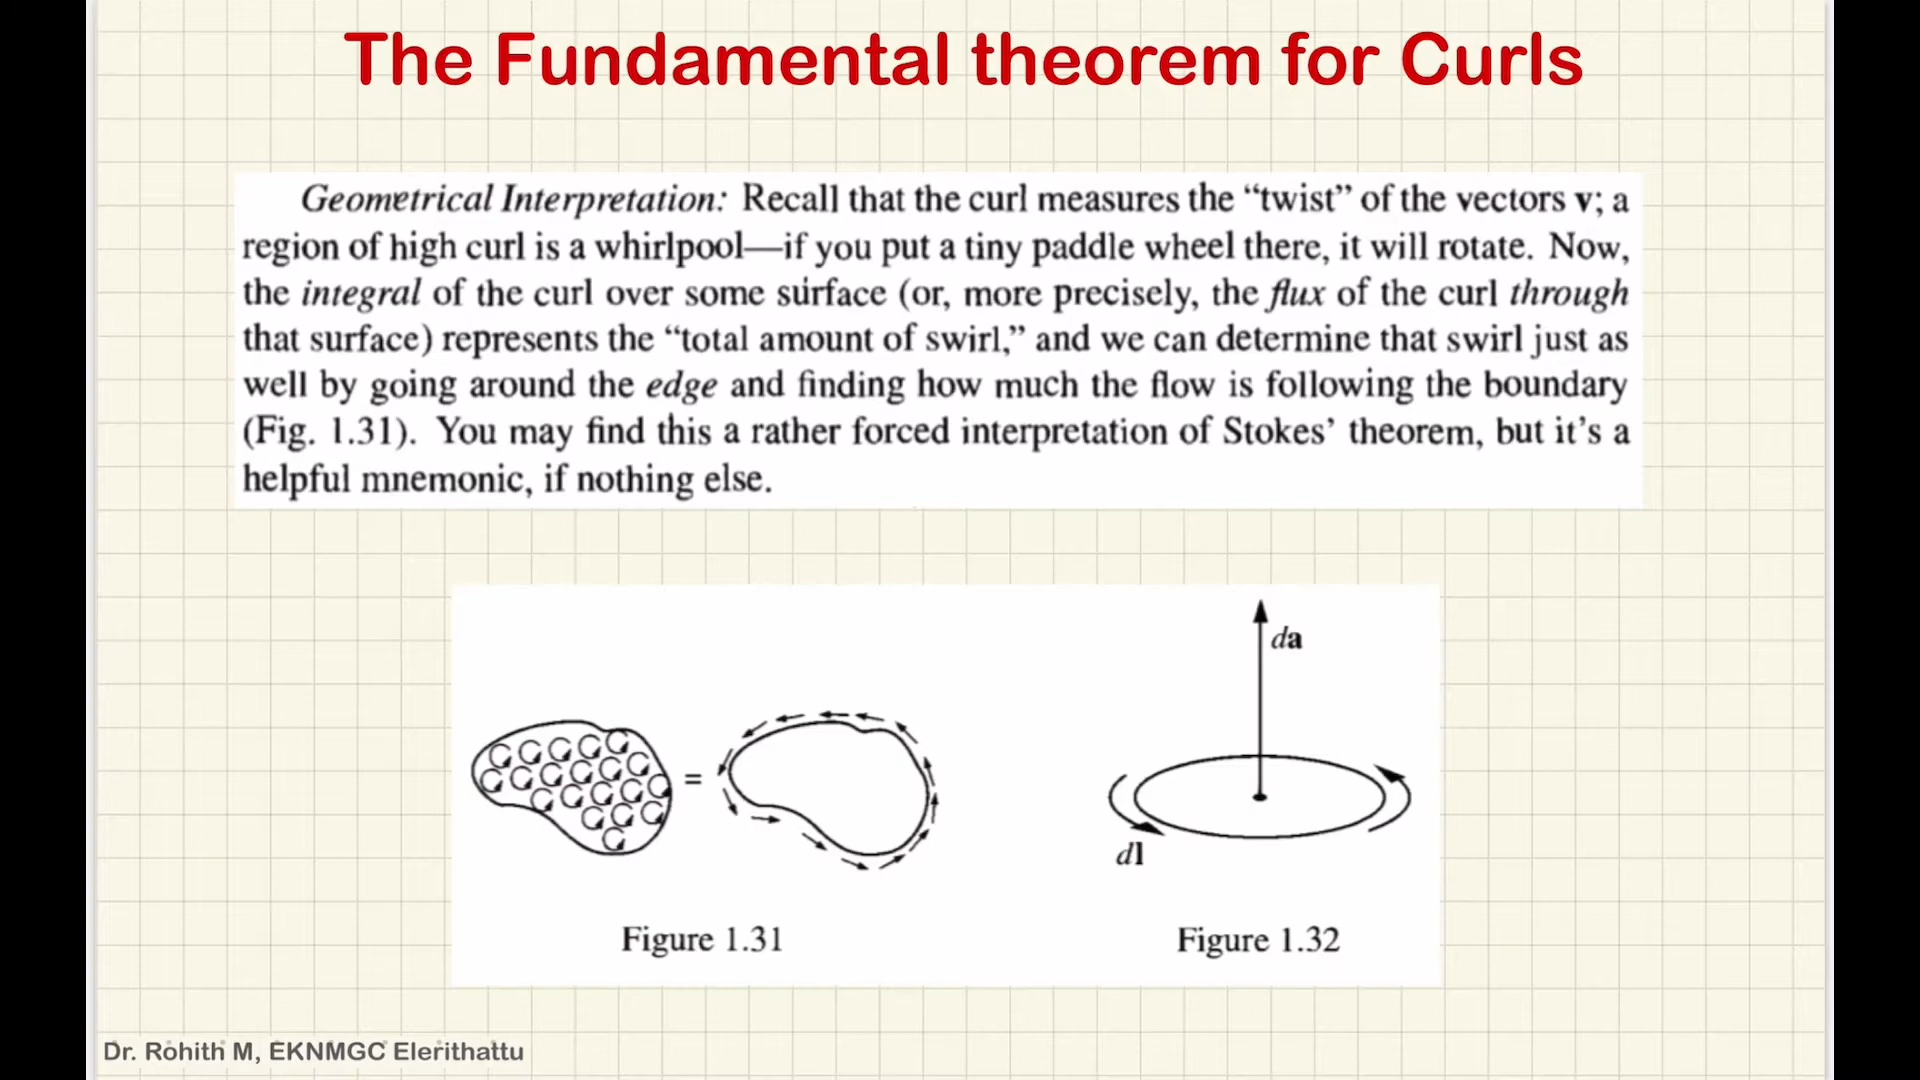 The Fundamental theorem for Curls
Geometrical Interpretation: Recall that the curl measures the “twist” of the vectors v; a
region of high curl is a whirlpool—if you put a tiny paddle wheel there, it will rotate. Now,
the integral of the curl over some surface (or, more precisely, the flux of the curl through
that surface) represents the “total amount of swirl,” and we can determine that swirl just as
well by going around the edge and finding how much the flow is following the boundary
(Fig. 1.31). You may find this a rather forced interpretation of Stokes’ theorem, but it’s a
helpful mnemonic, if nothing else.
da
=
dl
Figure 1.31
Figure 1.32
Dr. Rohith M, EKNMGC Elerithattu